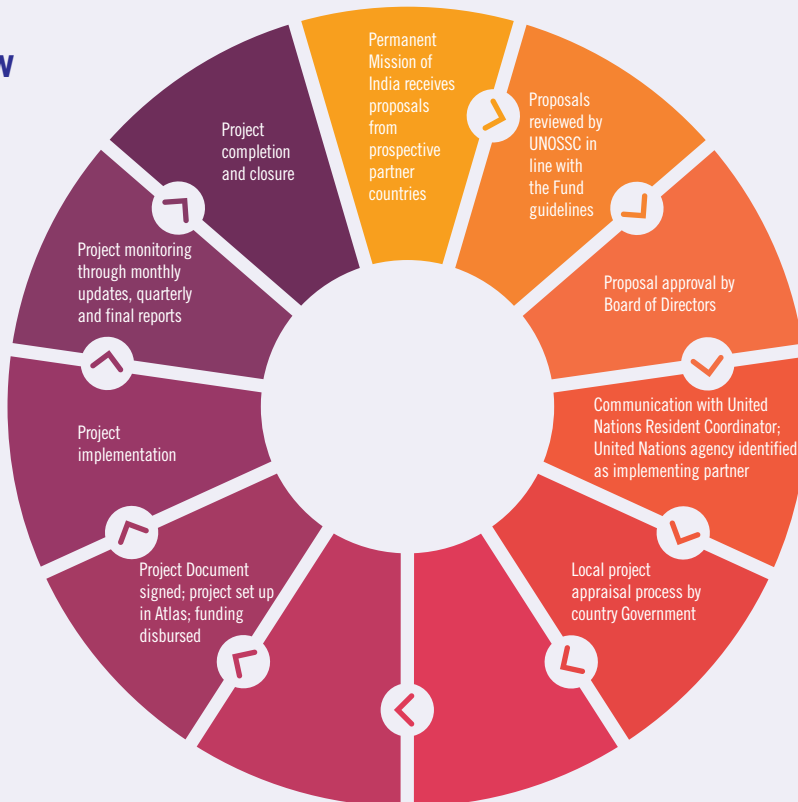 Permanent
Mission of
India receives
proposals
from
prospective
partner
countries
Proposals
reviewed by
UNOSSC in
line with
the Fund
guidelines
Proposal approval by
Board of Directors
Communication with United
Nations Resident Coordinator;
United Nations agency identified
as implementing partner
Local project
appraisal process by
country Government
Project Document
signed; project set up
in Atlas; funding
disbursed
Project
implementation
Project monitoring
through monthly
updates, quarterly
and final reports
Project
completion
and closure